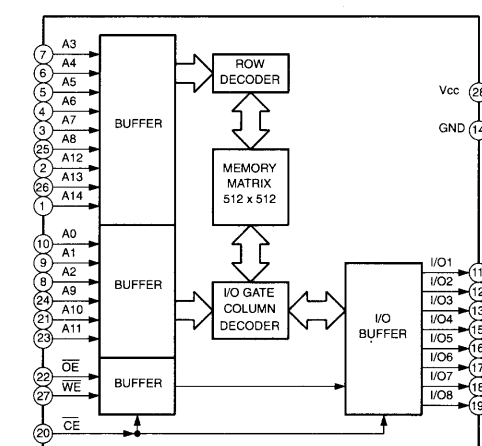 7 A3
6 A4
5 A5
4 A6
3 A7
25 A8
2 A12
26 A13
1 A14
BUFFER
ROW
DECODER
MEMORY
MATRIX
512 x 512
Vcc 28
GND 14
10 A0
9 A1
8 A2
24 A9
21 A10
23 A11
BUFFER
I/O GATE
COLUMN
DECODER
I/O
BUFFER
I/O1 11
I/O2 12
I/O3 13
I/O4 15
I/O5 16
I/O6 17
I/O7 18
I/O8 19
22 OE
27 WE
BUFFER
20 CE